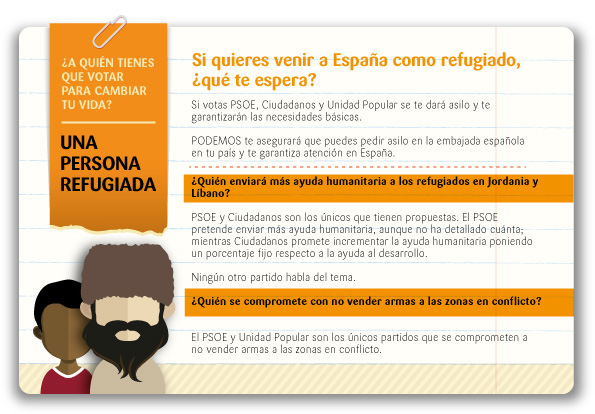 ¿A QUIÉN TIENES
QUE VOTAR
PARA CAMBIAR
TU VIDA?
UNA
PERSONA
REFUGIADA
Si quieres venir a España como refugiado,
¿qué te espera?
Si votas PSOE, Ciudadanos y Unidad Popular se te dará asilo y te
garantizarán las necesidades básicas.
PODEMOS te asegurará que puedes pedir asilo en la embajada española
en tu país y te garantiza atención en España.
¿Quién enviará más ayuda humanitaria a los refugiados en Jordania y
Líbano?
PSOE y Ciudadanos son los únicos que tienen propuestas. El PSOE
pretende enviar más ayuda humanitaria, aunque no ha detallado cuánta;
mientras Ciudadanos promete incrementar la ayuda humanitaria poniendo
un porcentaje fijo respecto a la ayuda al desarrollo.
Ningún otro partido habla del tema.
¿Quién se compromete con no vender armas a las zonas en conflicto?
El PSOE y Unidad Popular son los únicos partidos que se comprometen a
no vender armas a las zonas en conflicto.